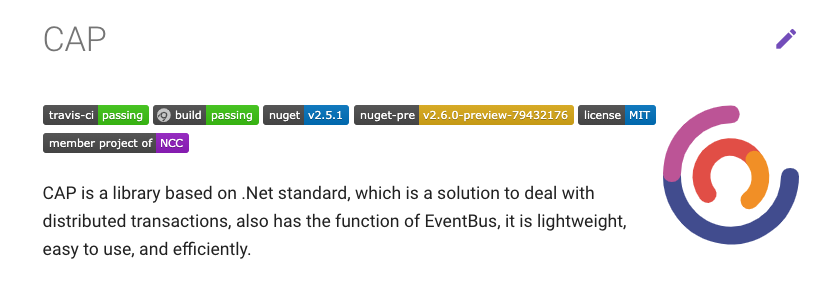 CAP
travis-ci passing build passing nuget v2.5.1 nuget-pre v2.6.0-preview-79432176 license MIT
member project of NCC
CAP is a library based on .Net standard, which is a solution to deal with
distributed transactions, also has the function of EventBus, it is lightweight,
easy to use, and efficiently.